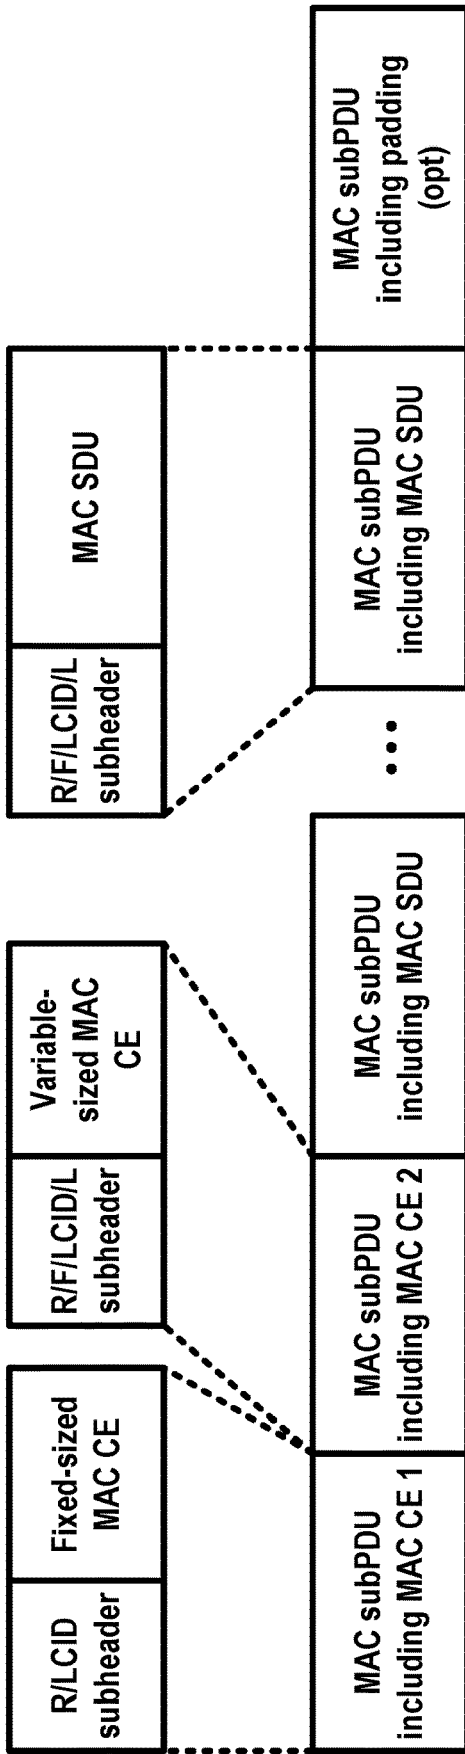 R/LCID
subheader
Fixed-sized
MAC CE
R/F/LCID/L
subheader
Variable-
sized MAC
CE
R/F/LCID/L
subheader
MAC SDU
MAC subPDU
including MAC CE 1
MAC subPDU
including MAC CE 2
MAC subPDU
including MAC SDU
•••
MAC subPDU
including MAC SDU
MAC subPDU
including padding
(opt)